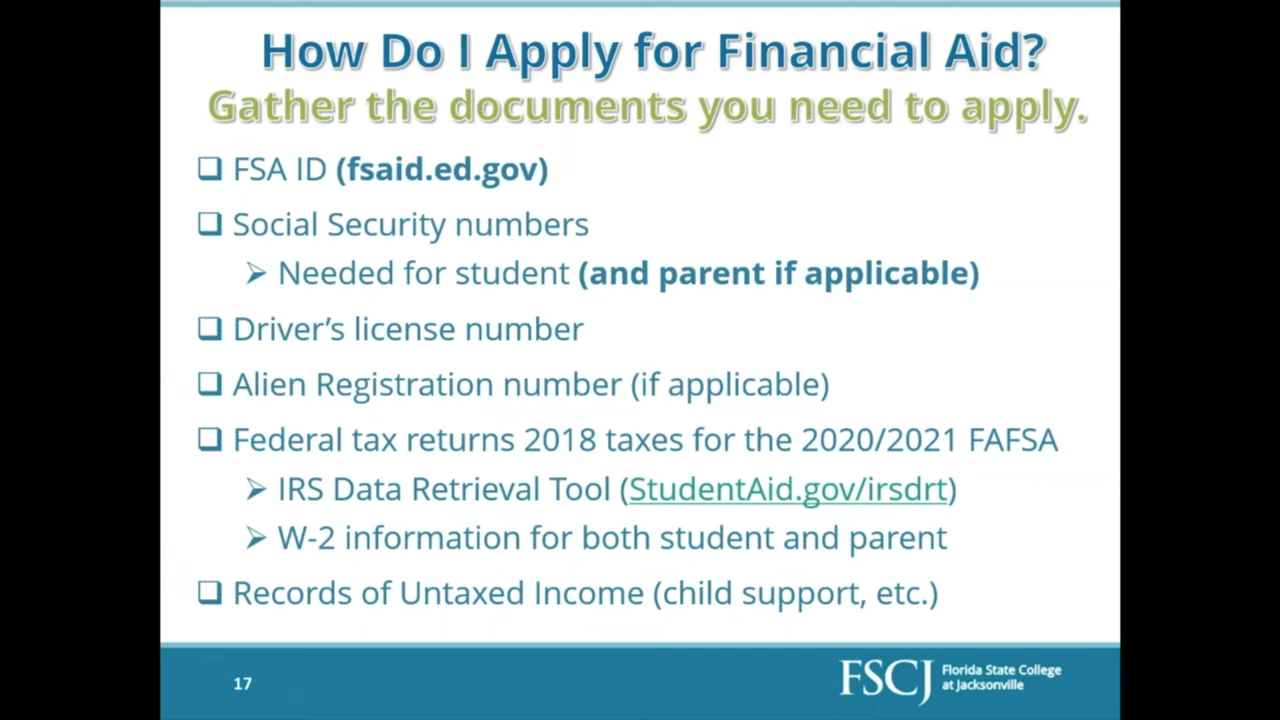 How Do I Apply for Financial Aid?
Gather the documents you need to apply.
❑ FSA ID (fsaid.ed.gov)
❑ Social Security numbers
➢ Needed for student (and parent if applicable)
❑ Driver’s license number
❑ Alien Registration number (if applicable)
❑ Federal tax returns 2018 taxes for the 2020/2021 FAFSA
➢ IRS Data Retrieval Tool (StudentAid.gov/irsdrt)
➢ W-2 information for both student and parent
❑ Records of Untaxed Income (child support, etc.)
17
FSCJ
Florida State College
at Jacksonville